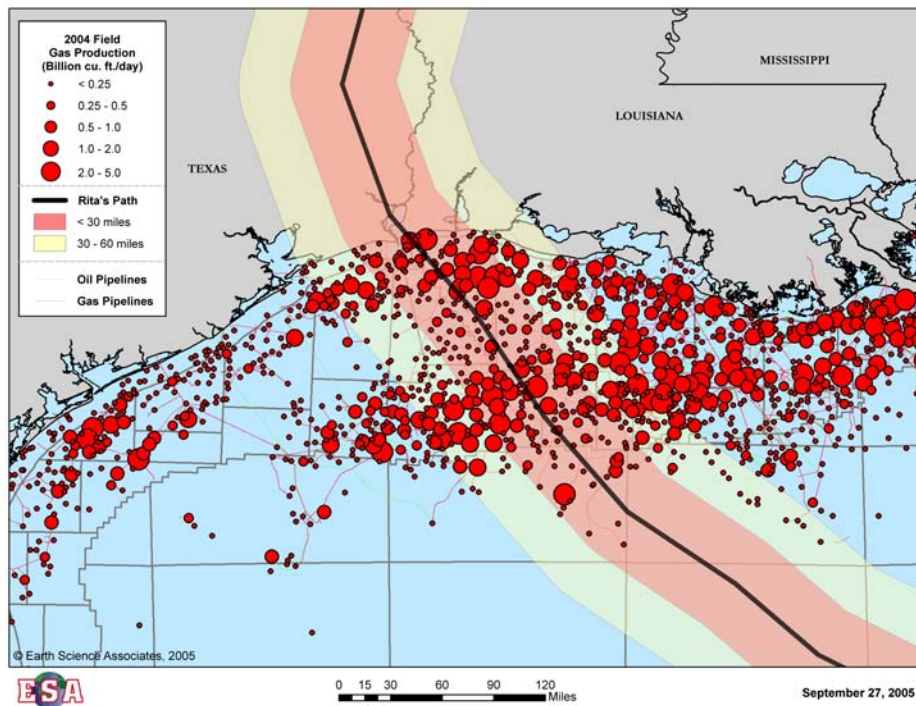 2004 Field
Gas Production
(Billion cu. ft./day)
< 0.25
0.25 - 0.5
0.5 - 1.0
1.0 - 2.0
2.0 - 5.0
Rita's Path
< 30 miles
30 - 60 miles
Oil Pipelines
Gas Pipelines
MISSISSIPPI
LOUISIANA
TEXAS
© Earth Science Associates, 2005
ESA
0 15 30 60 90 120
Miles
September 27, 2005